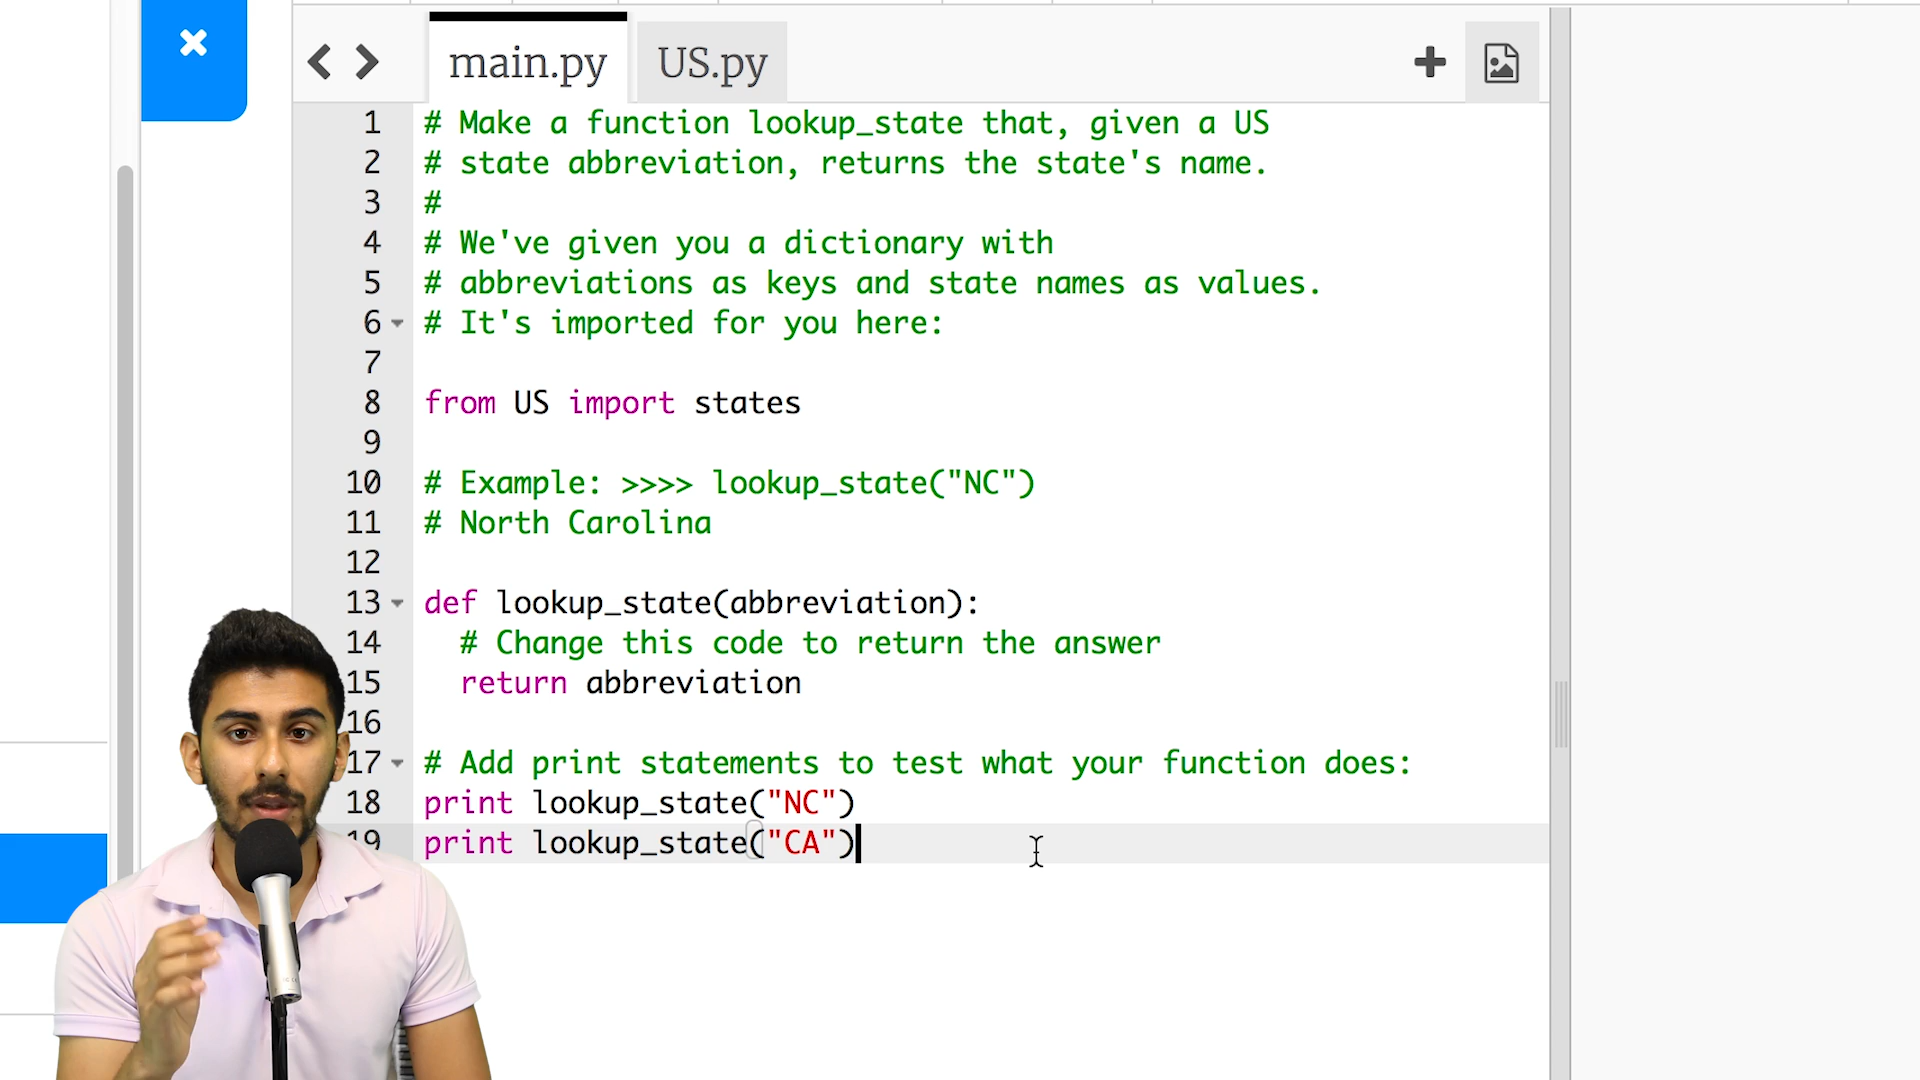 main.py US.py
1 # Make a function lookup_state that, given a US
2 # state abbreviation, returns the state's name.
3 #
4 # We've given you a dictionary with
5 # abbreviations as keys and state names as values.
6 # It's imported for you here:
7
8 from US import states
9
10 # Example: >>>> lookup_state("NC")
11 # North Carolina
12
13 def lookup_state(abbreviation):
14 # Change this code to return the answer
15 return abbreviation
16
17 # Add print statements to test what your function does:
18 print lookup_state("NC")
19 print lookup_state("CA")